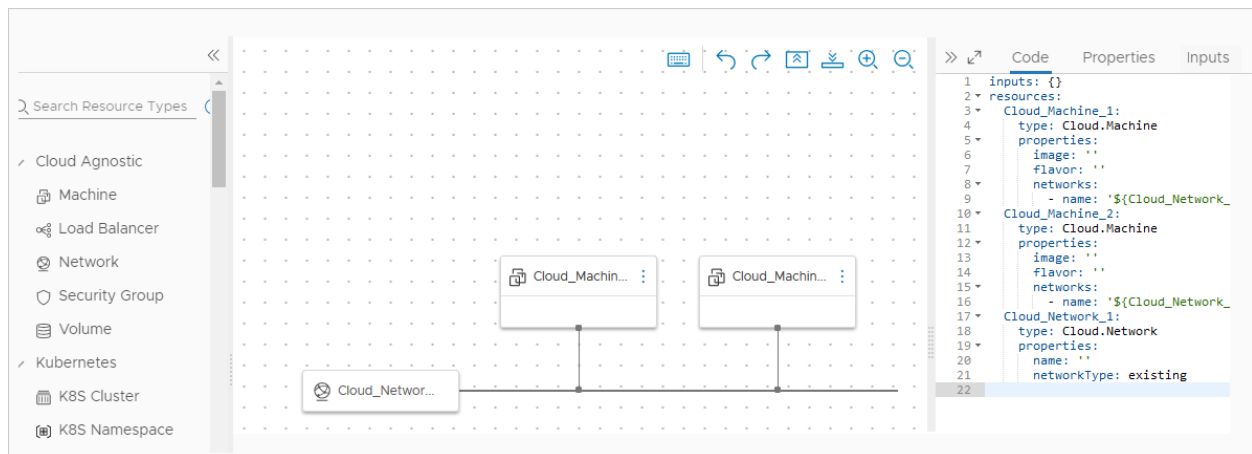 Search Resource Types
Cloud Agnostic
Machine
Load Balancer
Network
Security Group
Volume
Kubernetes
K8S Cluster
K8S Namespace
Cloud_Machin...
Cloud_Machin...
Cloud_Networ...
Code Properties Inputs
1 inputs: {}
2 resources:
3 Cloud_Machine_1:
4 type: Cloud.Machine
5 properties:
6 image: ''
7 flavor: ''
8 networks:
9 - name: '${Cloud_Network_
10 Cloud_Machine_2:
11 type: Cloud.Machine
12 properties:
13 image: ''
14 flavor: ''
15 networks:
16 - name: '${Cloud_Network_
17 Cloud_Network_1:
18 type: Cloud.Network
19 properties:
20 name: ''
21 networkType: existing
22